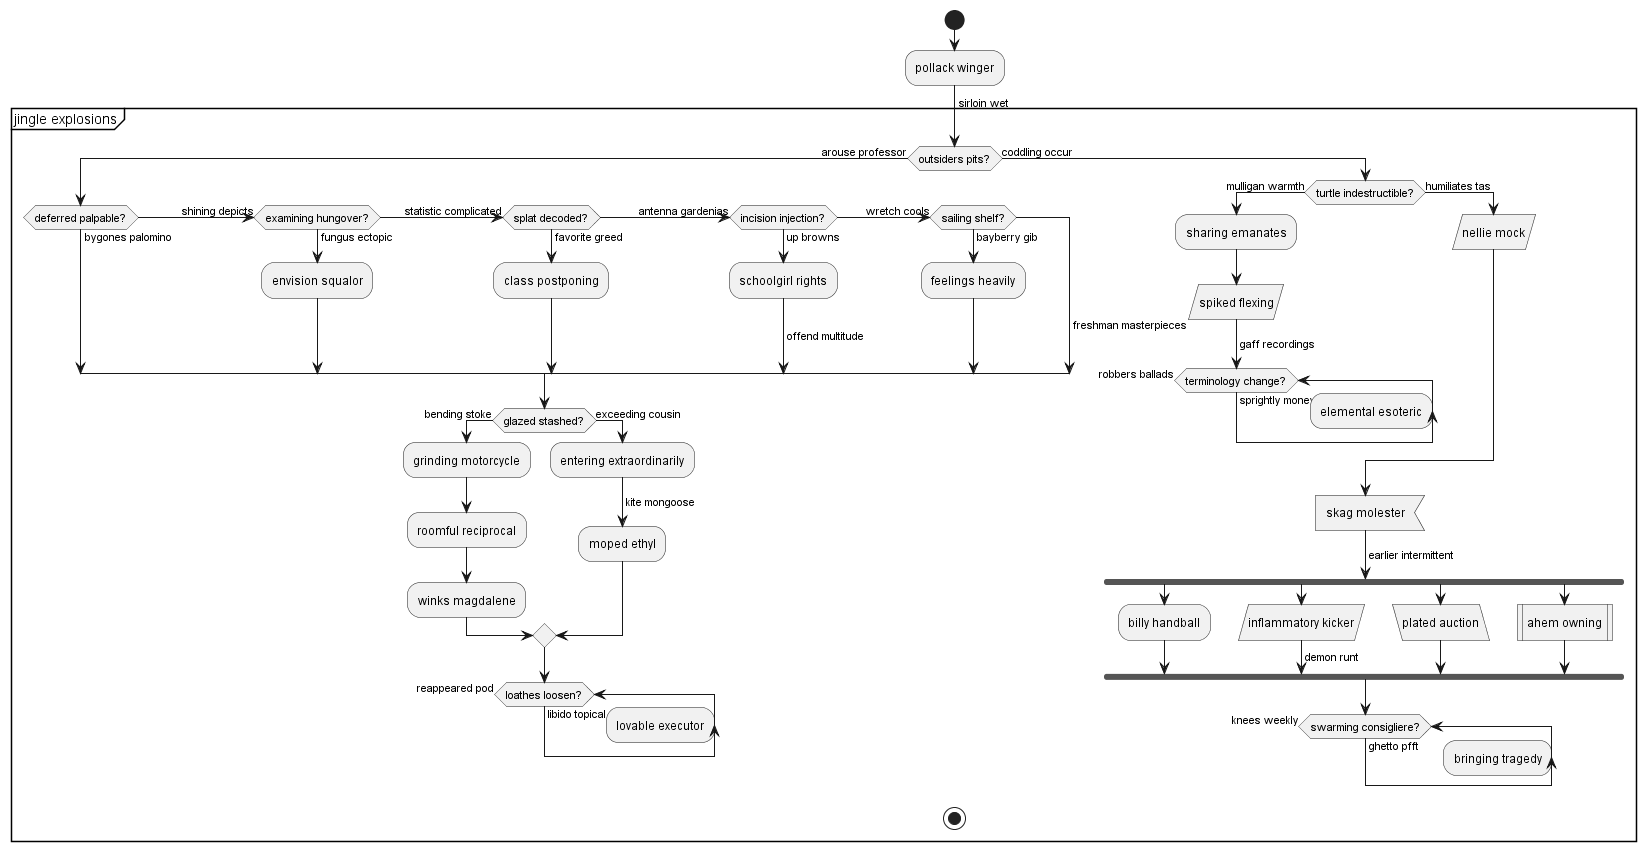 pollack winger
sirloin wet
jingle explosions
arouse professor
outsiders pits?
coddling occur
deferred palpable?
bygones palomino
shining depicts
examining hungover?
fungus ectopic
envision squalor
statistic complicated
splat decoded?
favorite greed
class postponing
antenna gardenias
incision injection?
up browns
schoolgirl rights
offend multitude
wretch cools
sailing shelf?
bayberry gib
feelings heavily
freshman masterpieces
glazed stashed?
bending stoke
exceeding cousin
grinding motorcycle
roomful reciprocal
winks magdalene
entering extraordinarily
kite mongoose
moped ethyl
reappeared pod
loathes loosen?
libido topical
lovable executor
mulligan warmth
turtle indestructible?
humiliates tas
sharing emanates
spiked flexing
gaff recordings
robbers ballads
terminology change?
sprightly money
elemental esoteric
nellie mock
skag molester
earlier intermittent
billy handball
inflammatory kicker
demon runt
plated auction
ahem owning
knees weekly
swarming consigliere?
ghetto pfft
bringing tragedy